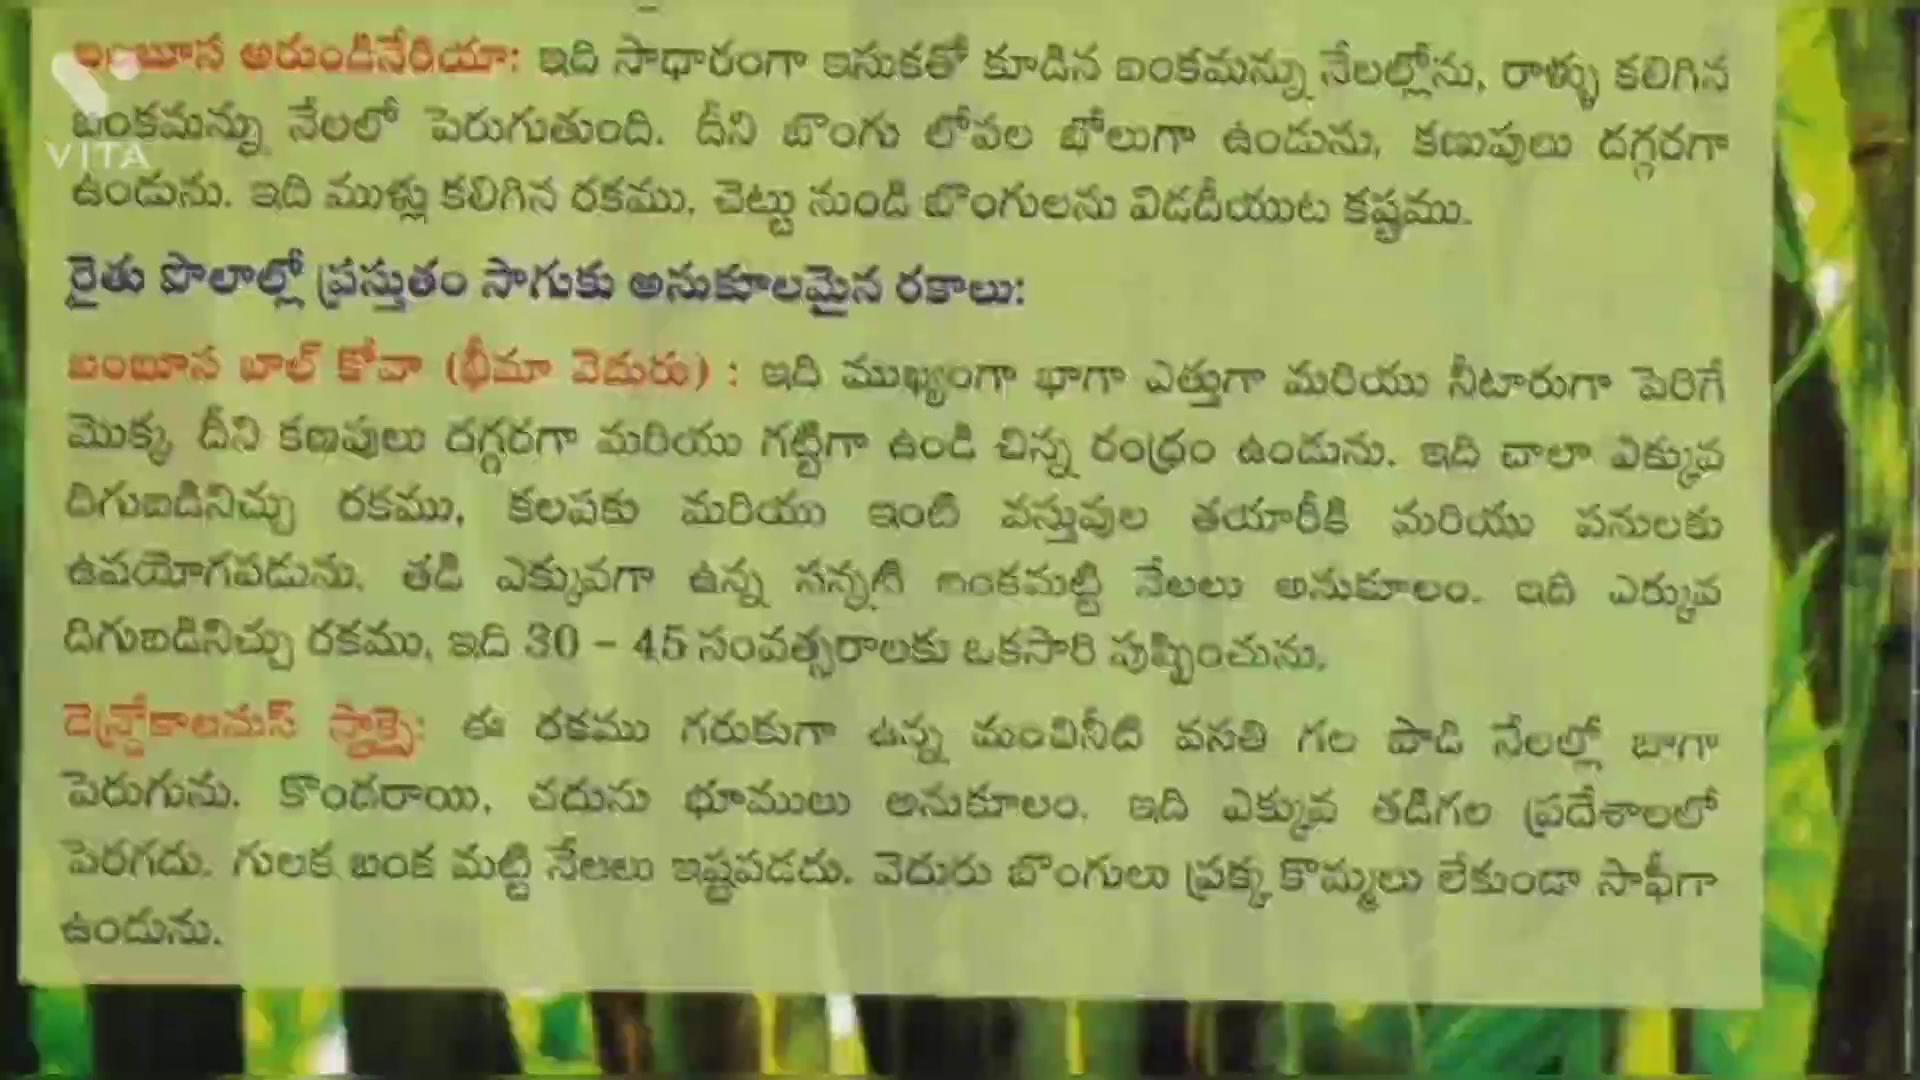 బంబూస అరుండినేరియా: ఇది సాధారంగా ఇసుకతో కూడిన బంకమన్ను నేలల్లోను, రాళ్ళు కలిగిన
బంకమన్ను నేలలో పెరుగుతుంది. దీని బొంగు లోపల బోలుగా ఉండును, కణుపులు దగ్గరగా
VITA
ఉండును. ఇది ముళ్లు కలిగిన రకము, చెట్టు నుండి బొంగులను విడదీయుట కష్టము.
రైతు పొలాల్లో ప్రస్తుతం సాగుకు అనుకూలమైన రకాలు:
బంబూస బాల్ కోవా (భీమా వెదురు) : ఇది ముఖ్యంగా భాగా ఎత్తుగా మరియు నీటారుగా పెరిగే
మొక్క దీని కణపులు దగ్గరగా మరియు గట్టిగా ఉండి చిన్న రంధ్రం ఉండును. ఇది చాలా ఎక్కువ
దిగుబడినిచ్చు రకము, కలపకు మరియు ఇంటి వస్తువుల తయారీకి మరియు పనులకు
ఉపయోగపడును. తడి ఎక్కువగా ఉన్న సన్నటి బంకమట్టి నేలలు అనుకూలం. ఇది ఎక్కువ
దిగుబడినిచ్చు రకము, ఇది 30 – 45 సంవత్సరాలకు ఒకసారి పుష్పించును.
డెన్డ్రోకాలమస్ స్టాక్సై: ఈ రకము గరుకుగా ఉన్న మంచినీటి వసతి గల పొడి నేలల్లో బాగా
పెరుగును. కొండరాయి, చదును భూములు అనుకూలం. ఇది ఎక్కువ తడిగల ప్రదేశాలలో
పెరగదు. గులక బంక మట్టి నేలలు ఇష్టపడదు. వెదురు బొంగులు ప్రక్క కొమ్మలు లేకుండా సాఫీగా
ఉండును.